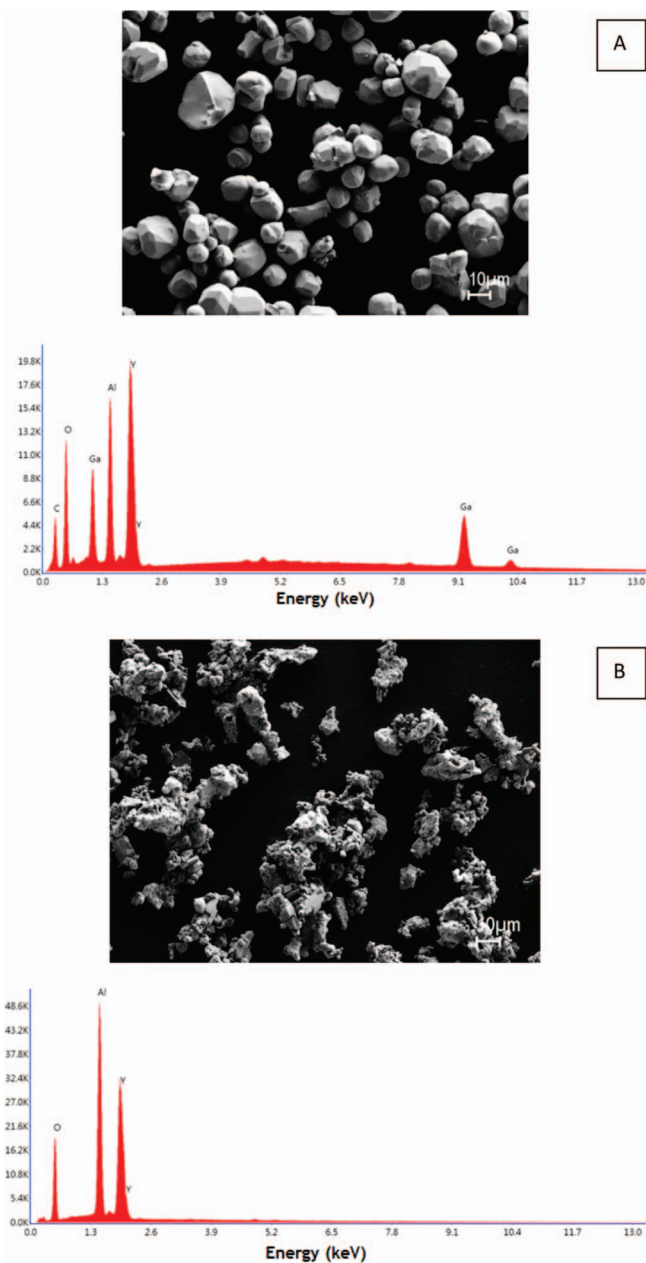 A
10µm
19.8K
17.6K
15.4K
13.2K
11.0K
8.8K
6.6K
4.4K
2.2K
0.0K
C
O
Ga
Al
Y
Y
Ga
Ga
0.0 1.3 2.6 3.9 5.2 6.5 7.8 9.1 10.4 11.7 13.0
Energy (keV)
B
µm
48.6K
43.2K
37.8K
32.4K
27.0K
21.6K
16.2K
10.8K
5.4K
0.0K
O
Al
Y
Y
0.0 1.3 2.6 3.9 5.2 6.5 7.8 9.1 10.4 11.7 13.0
Energy (keV)